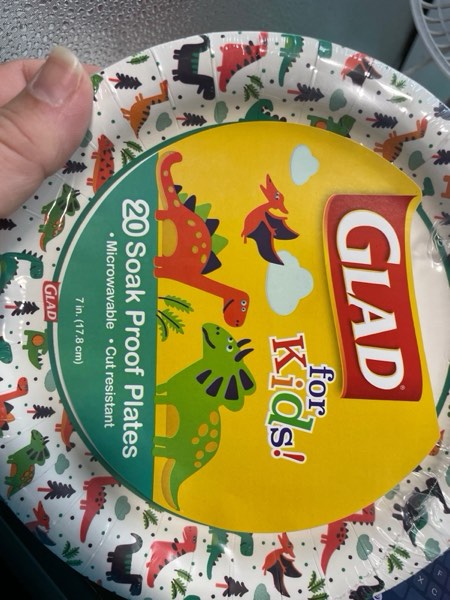 GLAD®
for
Kids!
20 Soak Proof Plates
• Microwavable • Cut resistant
GLAD
7 in. (17.8 cm)